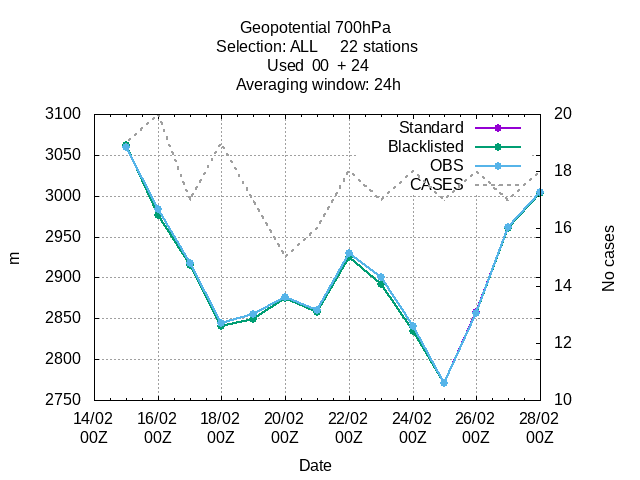 Geopotential 700hPa
Selection: ALL     22 stations
Used  00  + 24
Averaging window: 24h
3100
3050
3000
2950
2900
2850
2800
2750
m
20
18
16
14
12
10
No cases
Standard
Blacklisted
OBS
CASES
14/02 16/02 18/02 20/02 22/02 24/02 26/02 28/02
00Z 00Z 00Z 00Z 00Z 00Z 00Z 00Z
Date